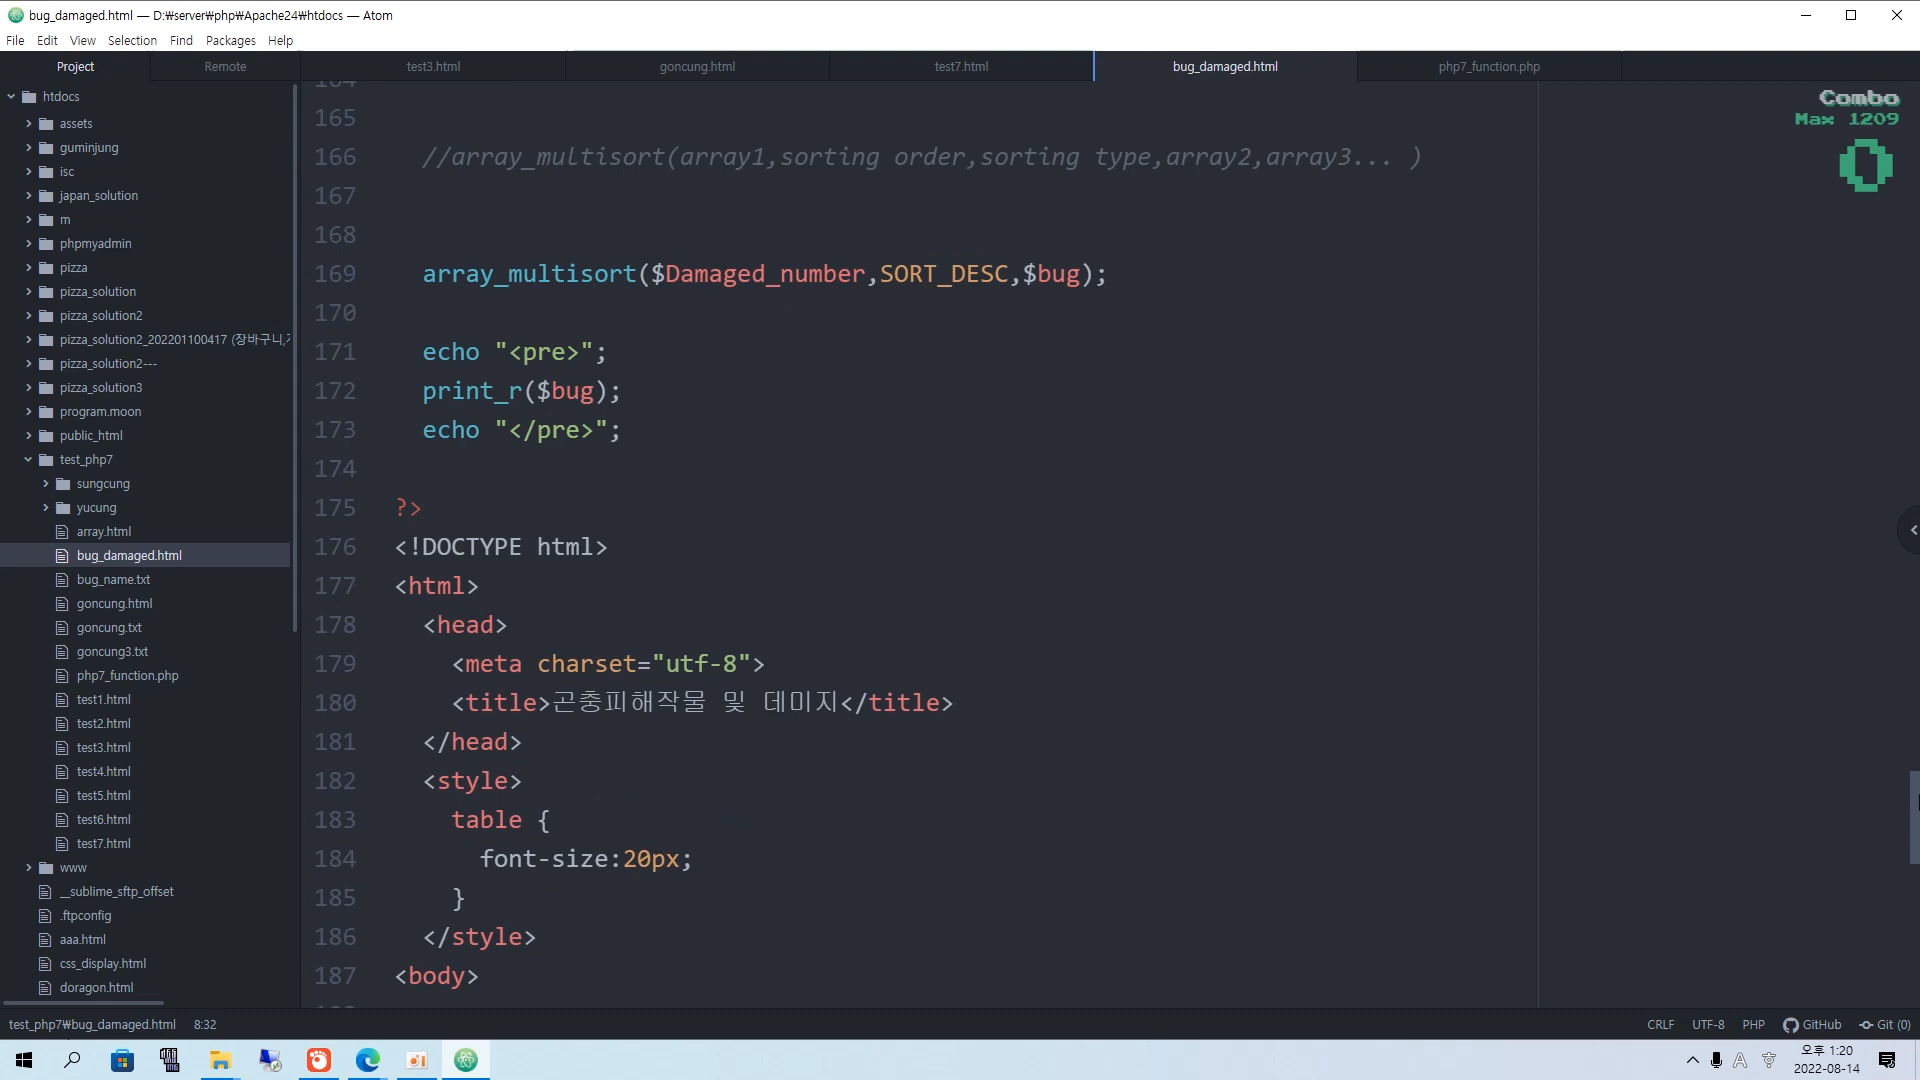 bug_damaged.html — D:₩server₩php₩Apache24₩htdocs — Atom
File Edit View Selection Find Packages Help
Project Remote test3.html goncung.html test7.html bug_damaged.html php7_function.php
htdocs
assets
guminjung
isc
japan_solution
m
phpmyadmin
pizza
pizza_solution
pizza_solution2
pizza_solution2_202201100417 (장바구니,
pizza_solution2---
pizza_solution3
program.moon
public_html
test_php7
sungcung
yucung
array.html
bug_damaged.html
bug_name.txt
goncung.html
goncung.txt
goncung3.txt
php7_function.php
test1.html
test2.html
test3.html
test4.html
test5.html
test6.html
test7.html
www
__sublime_sftp_offset
.ftpconfig
aaa.html
css_display.html
doragon.html
164
165
166 //array_multisort(array1,sorting order,sorting type,array2,array3... )
167
168
169 array_multisort($Damaged_number,SORT_DESC,$bug);
170
171 echo "<pre>";
172 print_r($bug);
173 echo "</pre>";
174
175 ?>
176 <!DOCTYPE html>
177 <html>
178 <head>
179 <meta charset="utf-8">
180 <title>곤충피해작물 및 데미지</title>
181 </head>
182 <style>
183 table {
184 font-size:20px;
185 }
186 </style>
187 <body>
Combo
Max 1209
0
test_php7₩bug_damaged.html 8:32
CRLF UTF-8 PHP GitHub Git (0)
A 한 오후 1:20
2022-08-14